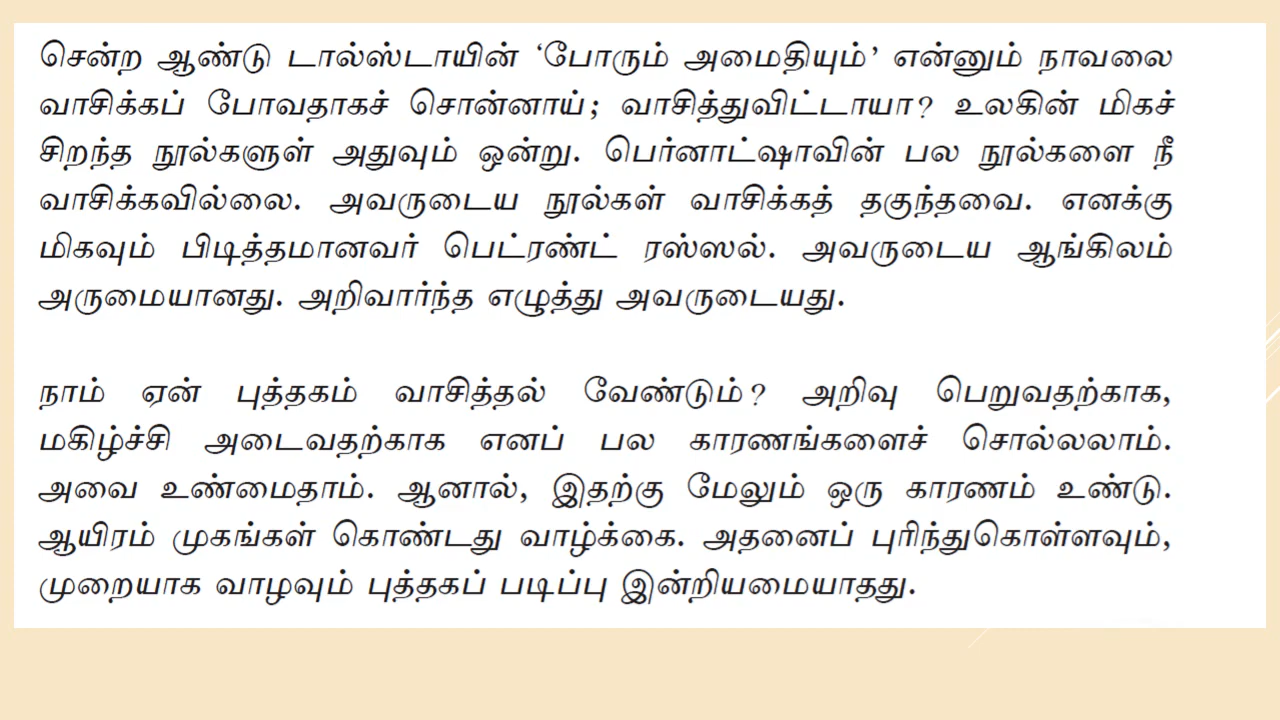 சென்ற ஆண்டு டால்ஸ்டாயின் ‘போரும் அமைதியும்’ என்னும் நாவலை
வாசிக்கப் போவதாகச் சொன்னாய்; வாசித்துவிட்டாயா? உலகின் மிகச்
சிறந்த நூல்களுள் அதுவும் ஒன்று. பெர்னாட்ஷாவின் பல நூல்களை நீ
வாசிக்கவில்லை. அவருடைய நூல்கள் வாசிக்கத் தகுந்தவை. எனக்கு
மிகவும் பிடித்தமானவர் பெட்ரண்ட் ரஸ்ஸல். அவருடைய ஆங்கிலம்
அருமையானது. அறிவார்ந்த எழுத்து அவருடையது.
நாம் ஏன் புத்தகம் வாசித்தல் வேண்டும்? அறிவு பெறுவதற்காக,
மகிழ்ச்சி அடைவதற்காக எனப் பல காரணங்களைச் சொல்லலாம்.
அவை உண்மைதாம். ஆனால், இதற்கு மேலும் ஒரு காரணம் உண்டு.
ஆயிரம் முகங்கள் கொண்டது வாழ்க்கை. அதனைப் புரிந்துகொள்ளவும்,
முறையாக வாழவும் புத்தகப் படிப்பு இன்றியமையாதது.